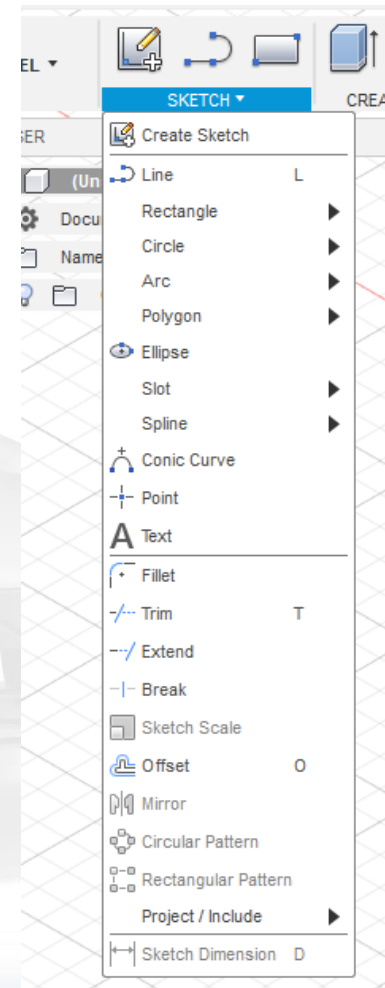 EL ▾
SKETCH ▾
CREA
SER
Create Sketch
(Un
Line L
Docu
Rectangle
Name
Circle
Arc
Polygon
Ellipse
Slot
Spline
Conic Curve
Point
A Text
Fillet
Trim T
Extend
Break
Sketch Scale
Offset O
Mirror
Circular Pattern
Rectangular Pattern
Project / Include
Sketch Dimension D